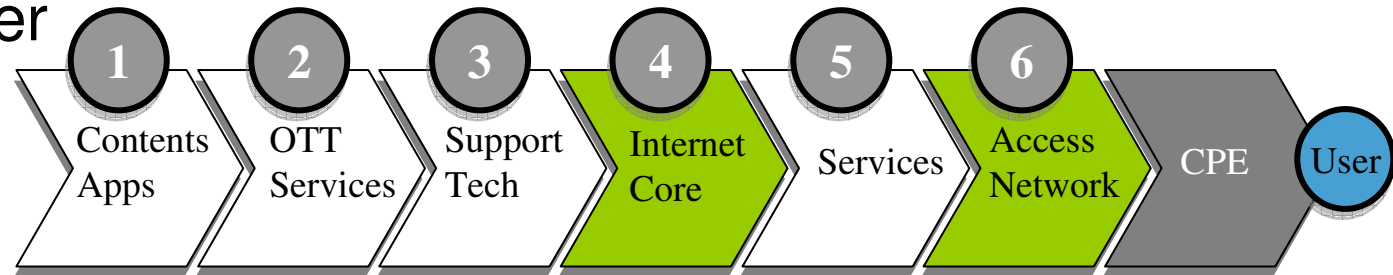 er
1 2 3 4 5 6
Contents
Apps
OTT
Services
Support
Tech
Internet
Core
Services
Access
Network
CPE
User